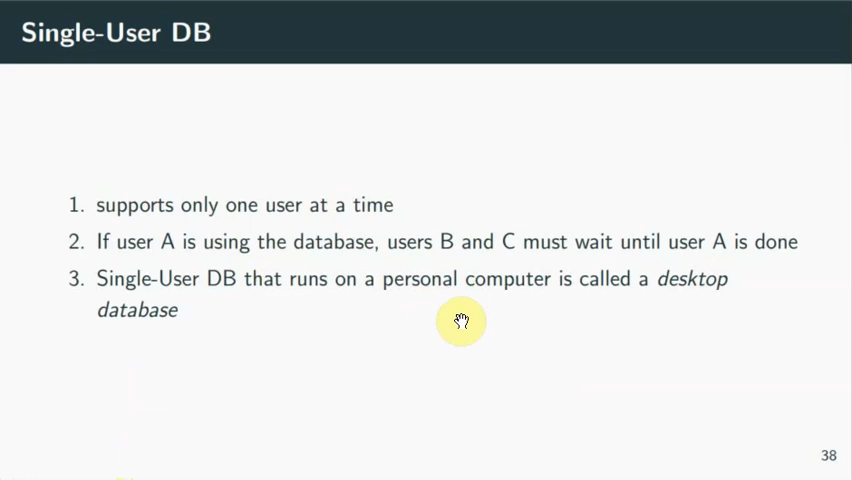 Single-User DB
1. supports only one user at a time
2. If user A is using the database, users B and C must wait until user A is done
3. Single-User DB that runs on a personal computer is called a desktop
database
38